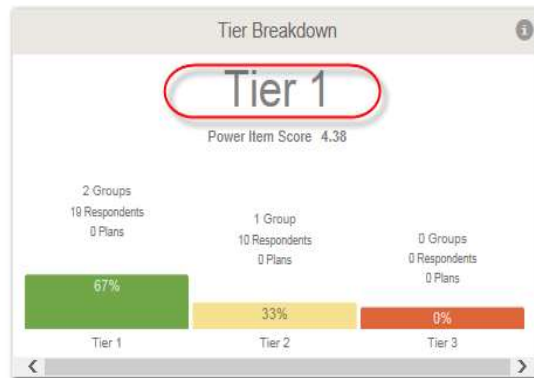 Tier Breakdown
Tier 1
Power Item Score 4.38
2 Groups
19 Respondents
0 Plans
67%
Tier 1
1 Group
10 Respondents
0 Plans
33%
Tier 2
0 Groups
0 Respondents
0 Plans
0%
Tier 3